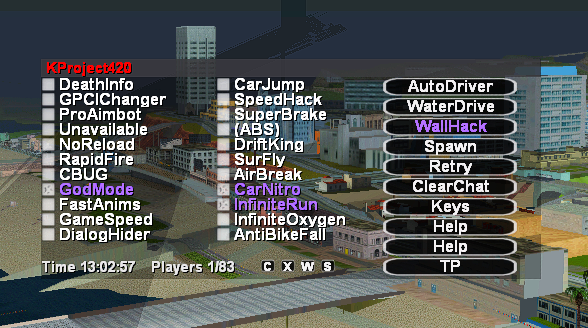 KProject420
DeathInfo
GPCIChanger
ProAimbot
Unavailable
NoReload
RapidFire
CBUG
GodMode
FastAnims
GameSpeed
DialogHider
CarJump
SpeedHack
SuperBrake
(ABS)
DriftKing
SurFly
AirBreak
CarNitro
InfiniteRun
InfiniteOxygen
AntiBikeFall
AutoDriver
WaterDrive
WallHack
Spawn
Retry
ClearChat
Keys
Help
Help
TP
Time 13:02:57 Players 1/83 C X W S